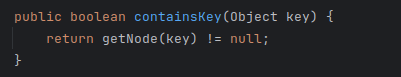 public boolean containsKey(Object key) {
    return getNode(key) != null;
}